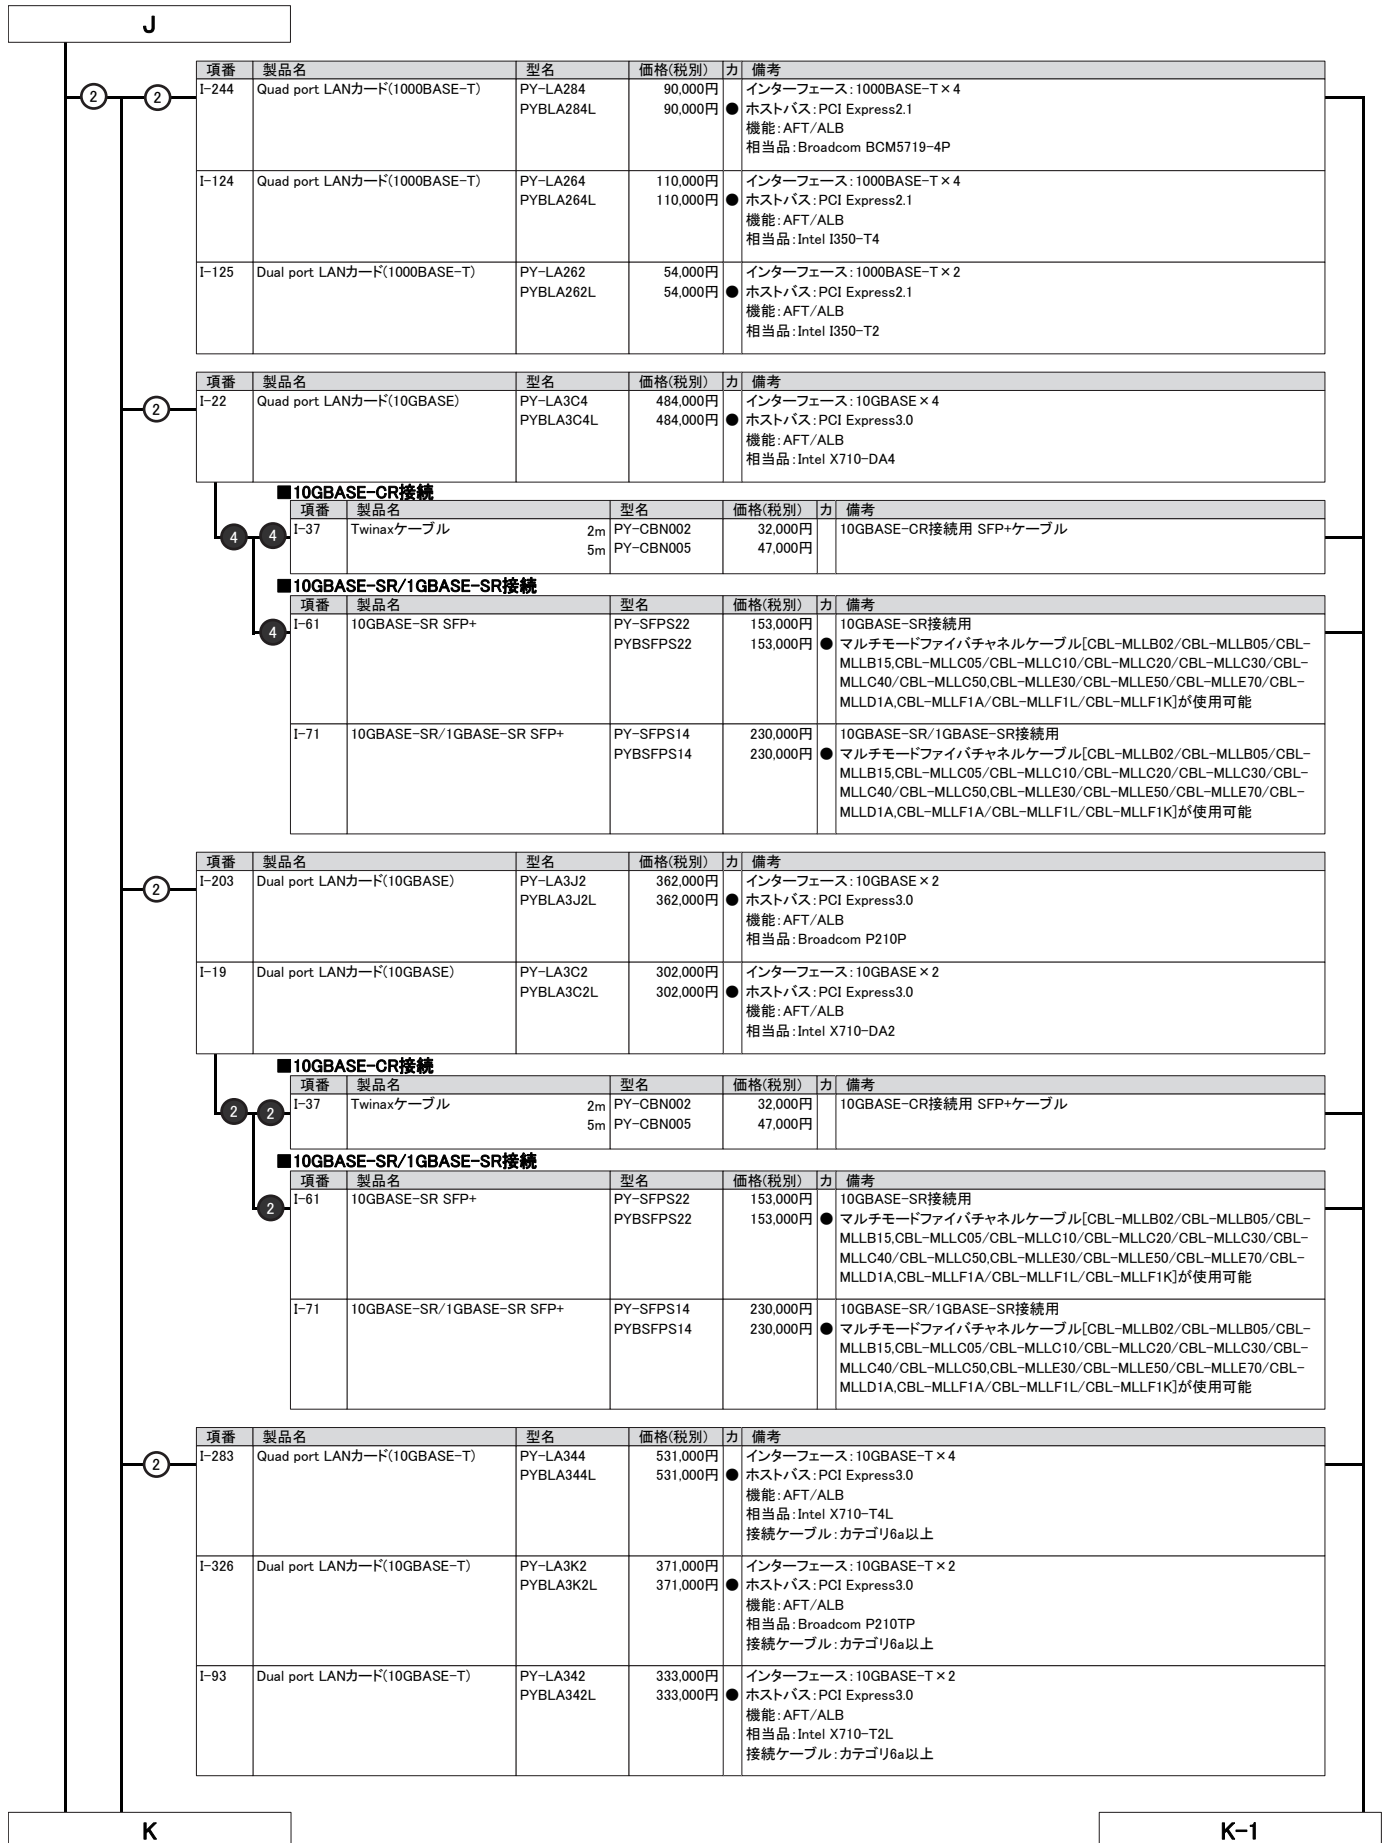 J
項番 製品名 型名 価格(税別) カ 備考
② ② I-244 Quad port LANカード(1000BASE-T) PY-LA284 90,000円 インターフェース:1000BASE-T×4
PYBLA284L 90,000円 ● ホストバス:PCI Express2.1
機能:AFT/ALB
相当品:Broadcom BCM5719-4P
I-124 Quad port LANカード(1000BASE-T) PY-LA264 110,000円 インターフェース:1000BASE-T×4
PYBLA264L 110,000円 ● ホストバス:PCI Express2.1
機能:AFT/ALB
相当品:Intel I350-T4
I-125 Dual port LANカード(1000BASE-T) PY-LA262 54,000円 インターフェース:1000BASE-T×2
PYBLA262L 54,000円 ● ホストバス:PCI Express2.1
機能:AFT/ALB
相当品:Intel I350-T2
項番 製品名 型名 価格(税別) カ 備考
② I-22 Quad port LANカード(10GBASE) PY-LA3C4 484,000円 インターフェース:10GBASE×4
PYBLA3C4L 484,000円 ● ホストバス:PCI Express3.0
機能:AFT/ALB
相当品:Intel X710-DA4
■10GBASE-CR接続
項番 製品名 型名 価格(税別) カ 備考
4 4 I-37 Twinaxケーブル 2m PY-CBN002 32,000円 10GBASE-CR接続用 SFP+ケーブル
5m PY-CBN005 47,000円
■10GBASE-SR/1GBASE-SR接続
項番 製品名 型名 価格(税別) カ 備考
4 I-61 10GBASE-SR SFP+ PY-SFPS22 153,000円 10GBASE-SR接続用
PYBSFPS22 153,000円 ● マルチモードファイバチャネルケーブル[CBL-MLLB02/CBL-MLLB05/CBL-
MLLB15,CBL-MLLC05/CBL-MLLC10/CBL-MLLC20/CBL-MLLC30/CBL-
MLLC40/CBL-MLLC50,CBL-MLLE30/CBL-MLLE50/CBL-MLLE70/CBL-
MLLD1A,CBL-MLLF1A/CBL-MLLF1L/CBL-MLLF1K]が使用可能
I-71 10GBASE-SR/1GBASE-SR SFP+ PY-SFPS14 230,000円 10GBASE-SR/1GBASE-SR接続用
PYBSFPS14 230,000円 ● マルチモードファイバチャネルケーブル[CBL-MLLB02/CBL-MLLB05/CBL-
MLLB15,CBL-MLLC05/CBL-MLLC10/CBL-MLLC20/CBL-MLLC30/CBL-
MLLC40/CBL-MLLC50,CBL-MLLE30/CBL-MLLE50/CBL-MLLE70/CBL-
MLLD1A,CBL-MLLF1A/CBL-MLLF1L/CBL-MLLF1K]が使用可能
項番 製品名 型名 価格(税別) カ 備考
② I-203 Dual port LANカード(10GBASE) PY-LA3J2 362,000円 インターフェース:10GBASE×2
PYBLA3J2L 362,000円 ● ホストバス:PCI Express3.0
機能:AFT/ALB
相当品:Broadcom P210P
I-19 Dual port LANカード(10GBASE) PY-LA3C2 302,000円 インターフェース:10GBASE×2
PYBLA3C2L 302,000円 ● ホストバス:PCI Express3.0
機能:AFT/ALB
相当品:Intel X710-DA2
■10GBASE-CR接続
項番 製品名 型名 価格(税別) カ 備考
2 2 I-37 Twinaxケーブル 2m PY-CBN002 32,000円 10GBASE-CR接続用 SFP+ケーブル
5m PY-CBN005 47,000円
■10GBASE-SR/1GBASE-SR接続
項番 製品名 型名 価格(税別) カ 備考
2 I-61 10GBASE-SR SFP+ PY-SFPS22 153,000円 10GBASE-SR接続用
PYBSFPS22 153,000円 ● マルチモードファイバチャネルケーブル[CBL-MLLB02/CBL-MLLB05/CBL-
MLLB15,CBL-MLLC05/CBL-MLLC10/CBL-MLLC20/CBL-MLLC30/CBL-
MLLC40/CBL-MLLC50,CBL-MLLE30/CBL-MLLE50/CBL-MLLE70/CBL-
MLLD1A,CBL-MLLF1A/CBL-MLLF1L/CBL-MLLF1K]が使用可能
I-71 10GBASE-SR/1GBASE-SR SFP+ PY-SFPS14 230,000円 10GBASE-SR/1GBASE-SR接続用
PYBSFPS14 230,000円 ● マルチモードファイバチャネルケーブル[CBL-MLLB02/CBL-MLLB05/CBL-
MLLB15,CBL-MLLC05/CBL-MLLC10/CBL-MLLC20/CBL-MLLC30/CBL-
MLLC40/CBL-MLLC50,CBL-MLLE30/CBL-MLLE50/CBL-MLLE70/CBL-
MLLD1A,CBL-MLLF1A/CBL-MLLF1L/CBL-MLLF1K]が使用可能
項番 製品名 型名 価格(税別) カ 備考
② I-283 Quad port LANカード(10GBASE-T) PY-LA344 531,000円 インターフェース:10GBASE-T×4
PYBLA344L 531,000円 ● ホストバス:PCI Express3.0
機能:AFT/ALB
相当品:Intel X710-T4L
接続ケーブル:カテゴリ6a以上
I-326 Dual port LANカード(10GBASE-T) PY-LA3K2 371,000円 インターフェース:10GBASE-T×2
PYBLA3K2L 371,000円 ● ホストバス:PCI Express3.0
機能:AFT/ALB
相当品:Broadcom P210TP
接続ケーブル:カテゴリ6a以上
I-93 Dual port LANカード(10GBASE-T) PY-LA342 333,000円 インターフェース:10GBASE-T×2
PYBLA342L 333,000円 ● ホストバス:PCI Express3.0
機能:AFT/ALB
相当品:Intel X710-T2L
接続ケーブル:カテゴリ6a以上
K K-1